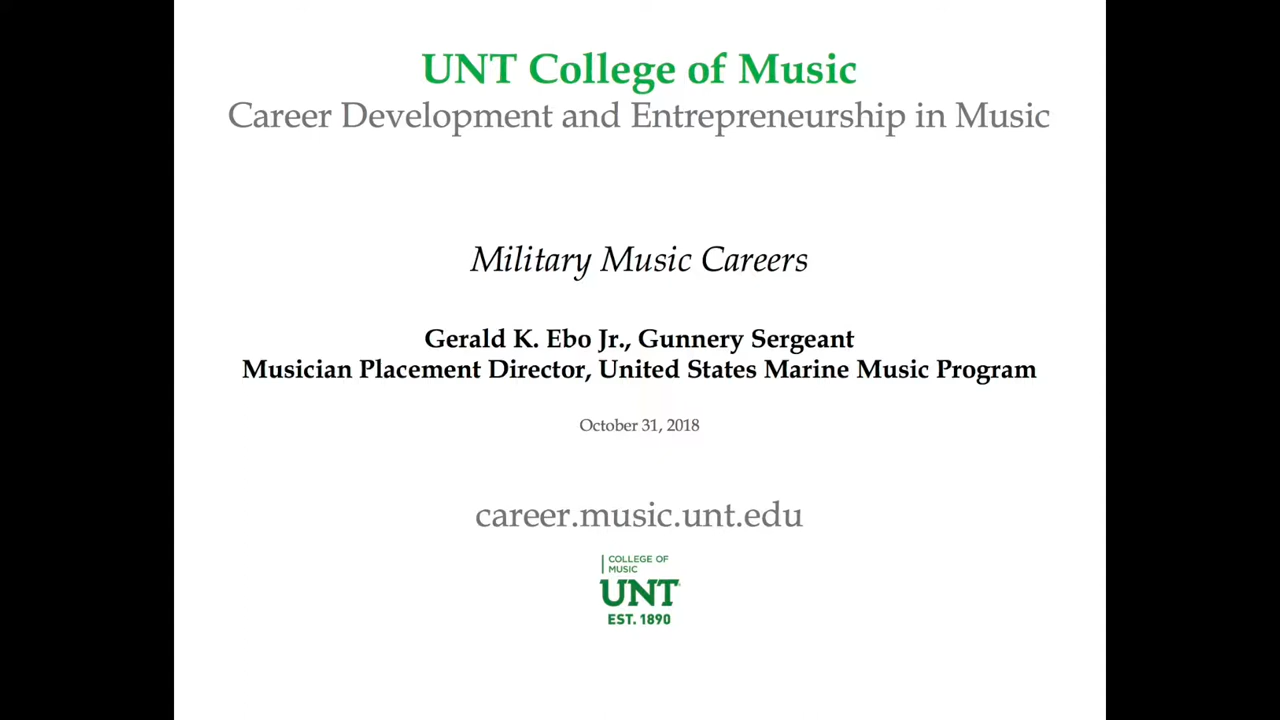 UNT College of Music
Career Development and Entrepreneurship in Music
Military Music Careers
Gerald K. Ebo Jr., Gunnery Sergeant
Musician Placement Director, United States Marine Music Program
October 31, 2018
career.music.unt.edu
COLLEGE OF
MUSIC
UNT
EST. 1890